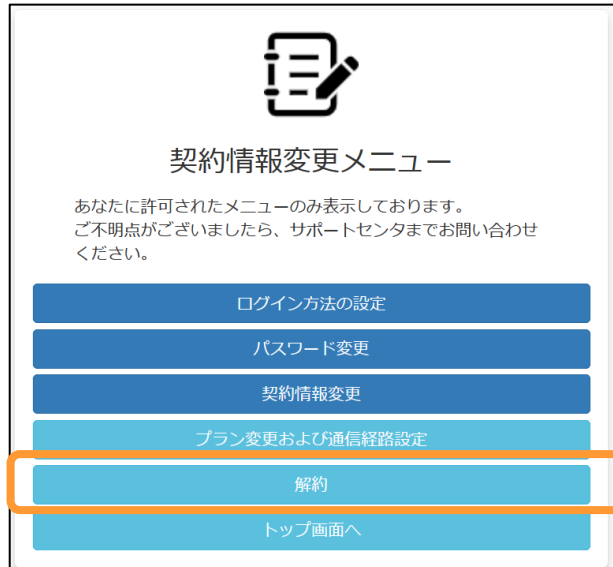 契約情報変更メニュー
あなたに許可されたメニューのみ表示しております。
ご不明点がございましたら、サポートセンタまでお問い合わせ
ください。
ログイン方法の設定
パスワード変更
契約情報変更
プラン変更および通信経路設定
解約
トップ画面へ